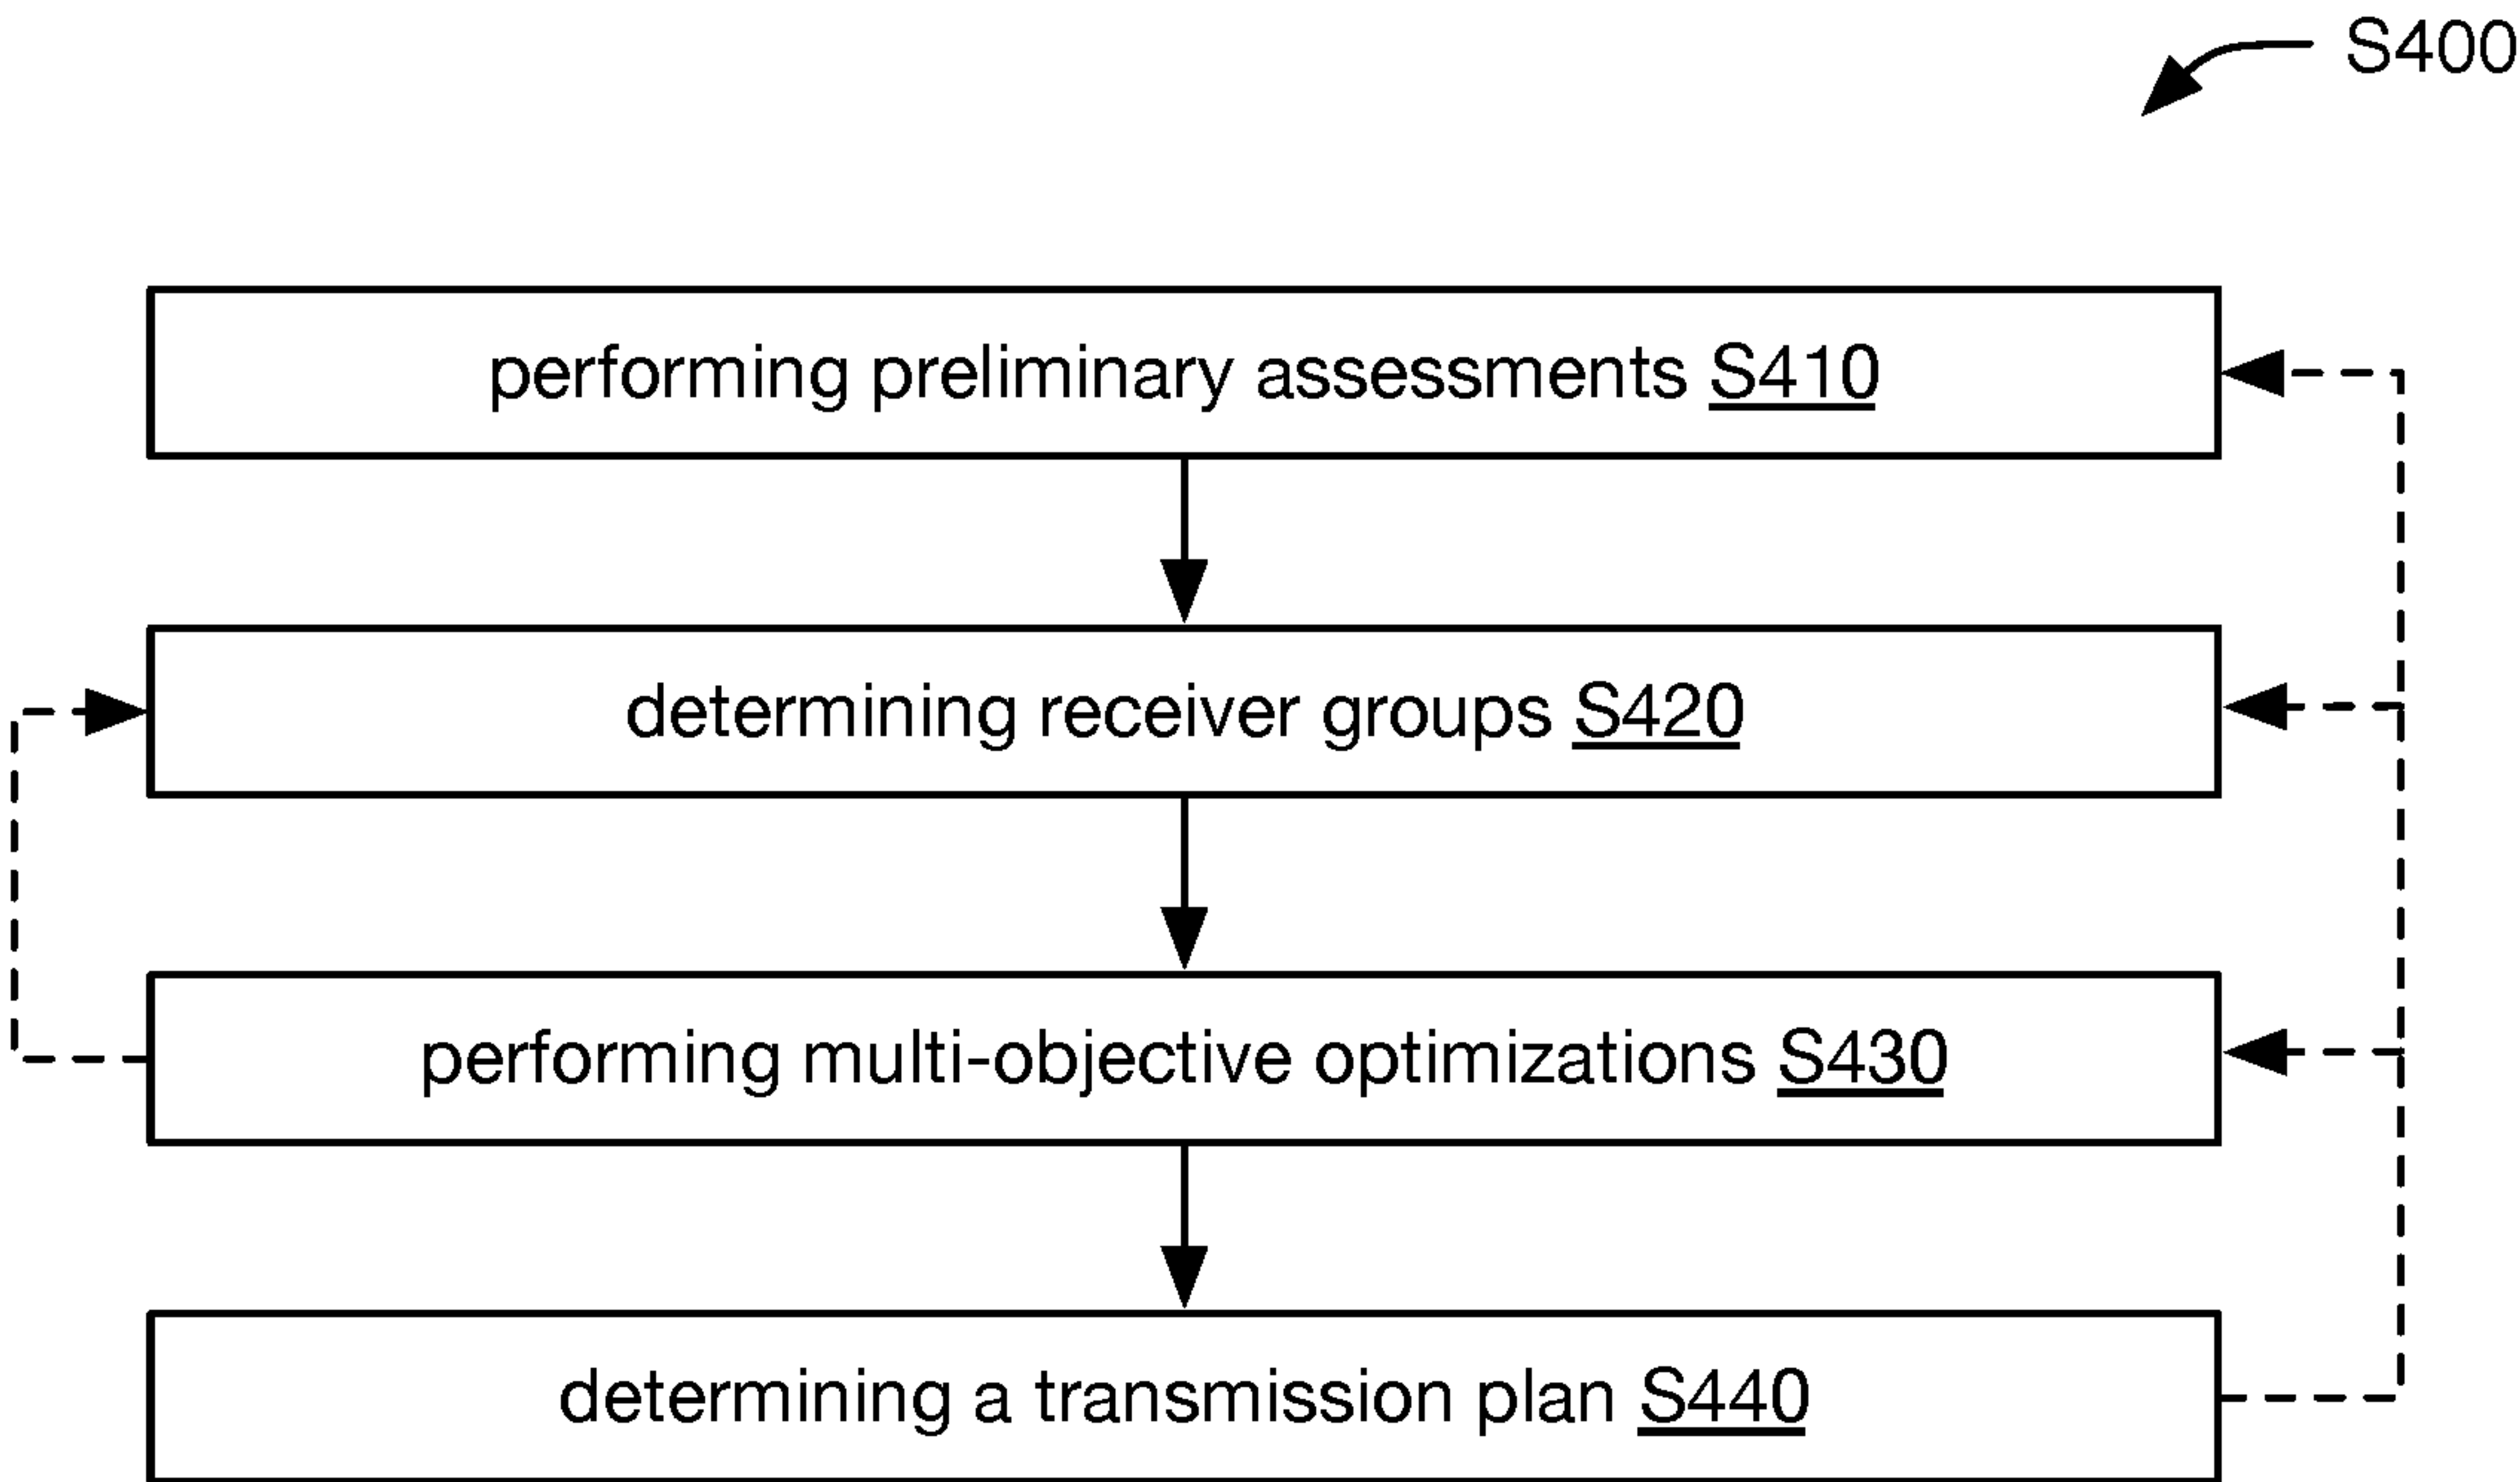 S400
performing preliminary assessments S410
determining receiver groups S420
performing multi-objective optimizations S430
determining a transmission plan S440